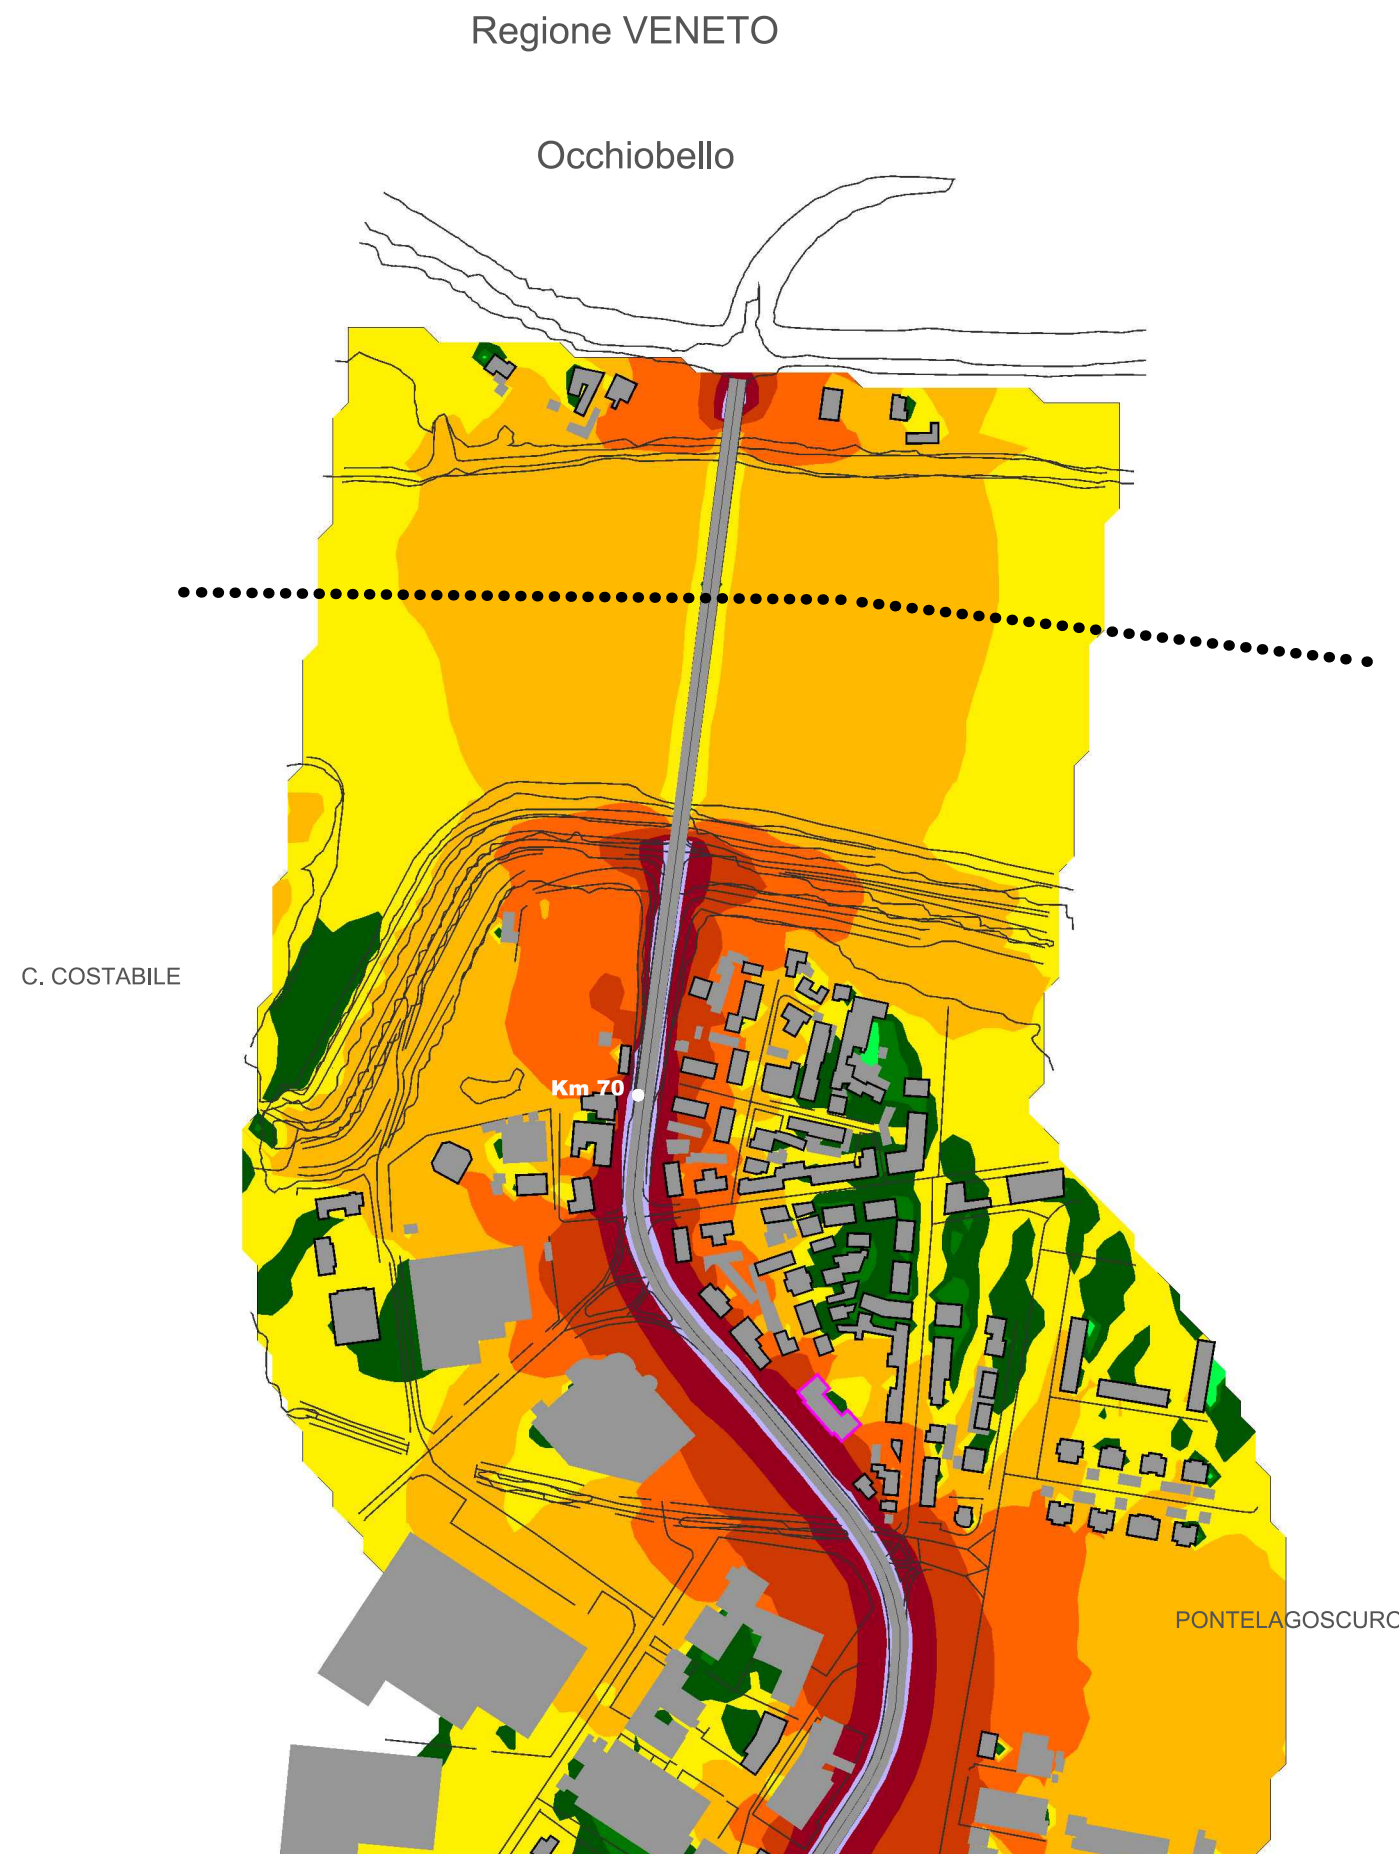 Regione VENETO
Occhiobello
C. COSTABILE
Km 70
PONTELAGOSCURO